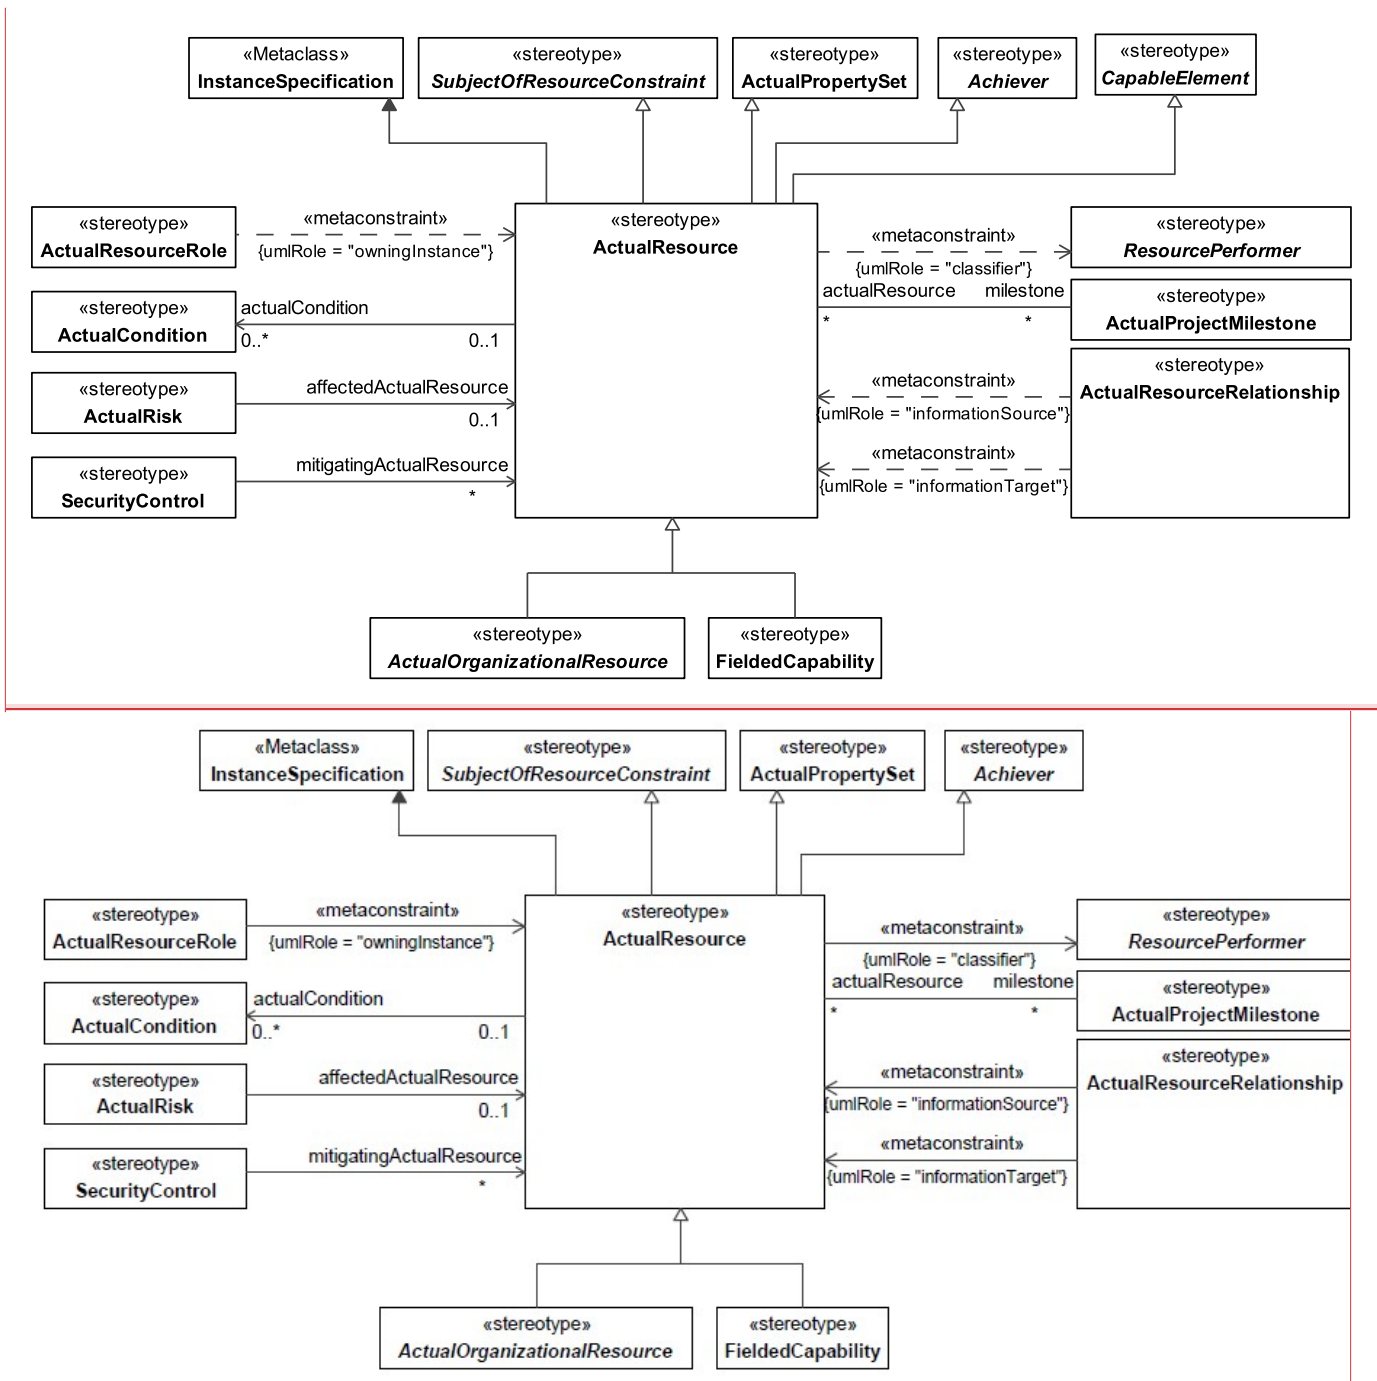 «Metaclass»
InstanceSpecification
«stereotype»
SubjectOfResourceConstraint
«stereotype»
ActualPropertySet
«stereotype»
Achiever
«stereotype»
CapableElement
«stereotype»
ActualResourceRole
«metaconstraint»
{umlRole = "owningInstance"}
«stereotype»
ActualResource
«metaconstraint»
{umlRole = "classifier"}
«stereotype»
ResourcePerformer
«stereotype»
ActualCondition
actualCondition
0..*
0..1
actualResource
milestone
*
*
«stereotype»
ActualProjectMilestone
«stereotype»
ActualRisk
affectedActualResource
0..1
«metaconstraint»
{umlRole = "informationSource"}
«stereotype»
ActualResourceRelationship
«stereotype»
SecurityControl
mitigatingActualResource
*
«metaconstraint»
{umlRole = "informationTarget"}
«stereotype»
ActualOrganizationalResource
«stereotype»
FieldedCapability
«Metaclass»
InstanceSpecification
«stereotype»
SubjectOfResourceConstraint
«stereotype»
ActualPropertySet
«stereotype»
Achiever
«stereotype»
ActualResourceRole
«metaconstraint»
{umlRole = "owningInstance"}
«stereotype»
ActualResource
«metaconstraint»
{umlRole = "classifier"}
«stereotype»
ResourcePerformer
«stereotype»
ActualCondition
actualCondition
0..*
0..1
actualResource
milestone
*
*
«stereotype»
ActualProjectMilestone
«stereotype»
ActualRisk
affectedActualResource
0..1
«metaconstraint»
{umlRole = "informationSource"}
«stereotype»
ActualResourceRelationship
«stereotype»
SecurityControl
mitigatingActualResource
*
«metaconstraint»
{umlRole = "informationTarget"}
«stereotype»
ActualOrganizationalResource
«stereotype»
FieldedCapability